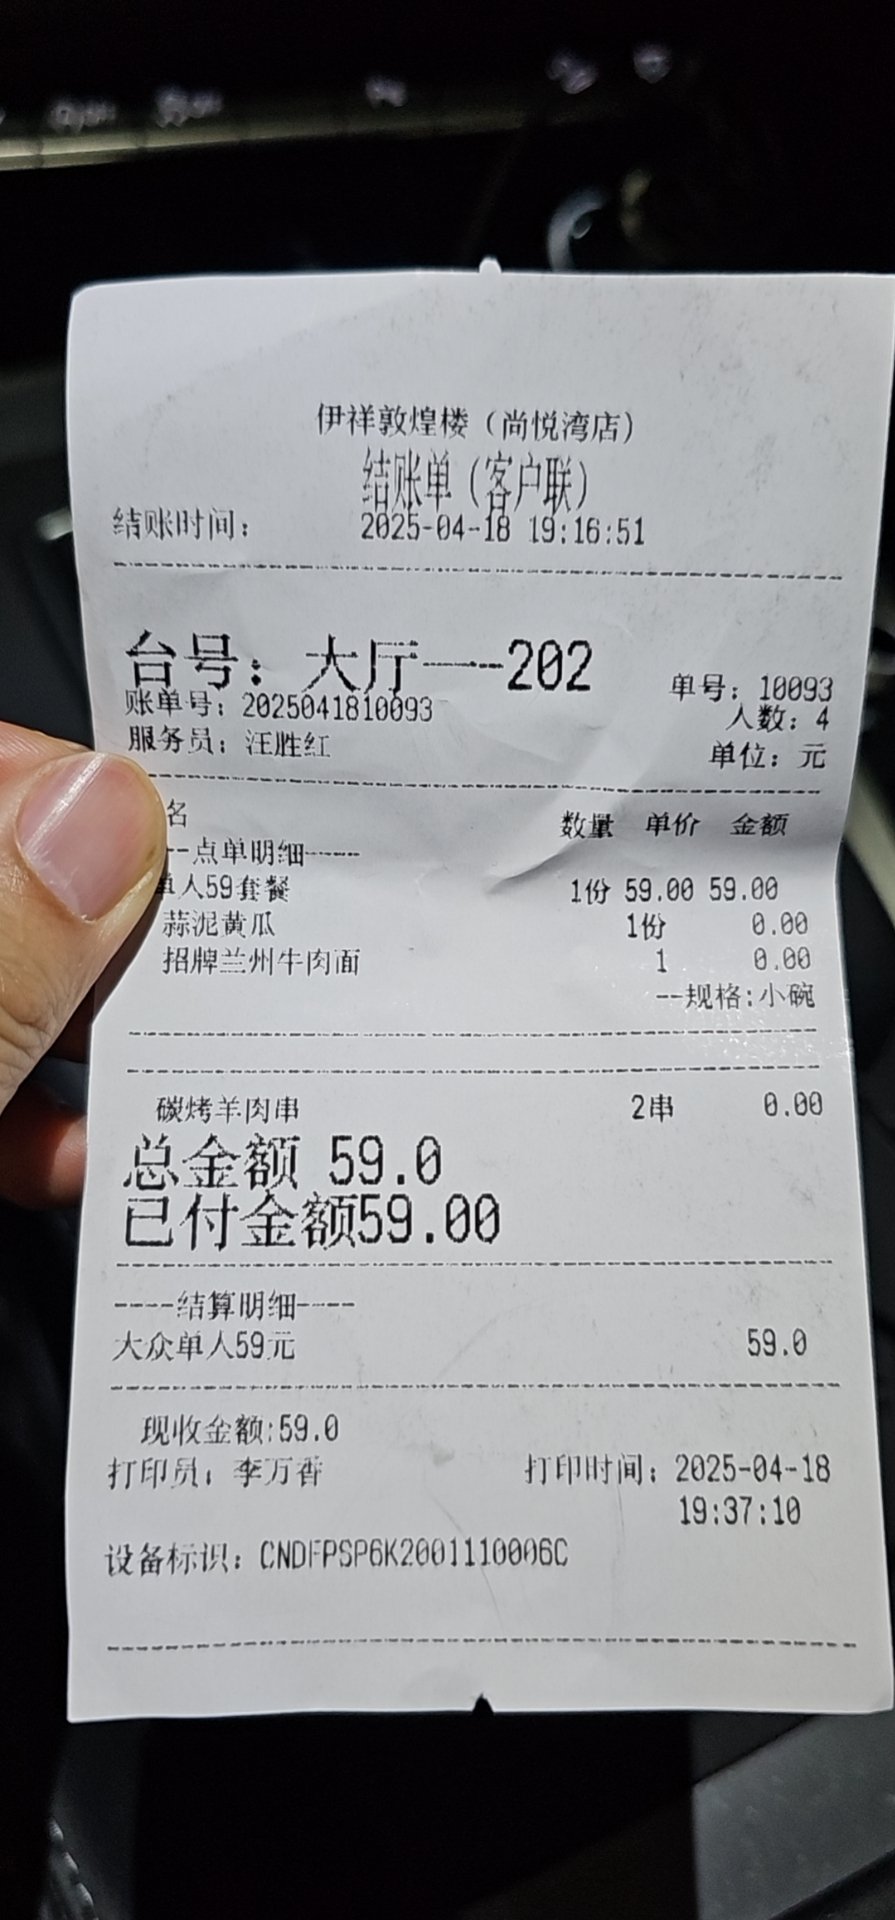 伊祥敦煌楼（尚悦湾店）
结账单（客户联）
结账时间： 2025-04-18 19:16:51
台号：大厅——202
单号：10093
账单号：2025041810093
人数：4
服务员：汪胜红
单位：元
名 数量 单价 金额
--点单明细-----
单人59套餐 1份 59.00 59.00
蒜泥黄瓜 1份 0.00
招牌兰州牛肉面 1 0.00
--规格:小碗
碳烤羊肉串 2串 0.00
总金额 59.0
已付金额59.00
----结算明细----
大众单人59元 59.0
现收金额:59.0
打印员：李万香 打印时间：2025-04-18
19:37:10
设备标识：CNDFPSP6K2001110006C